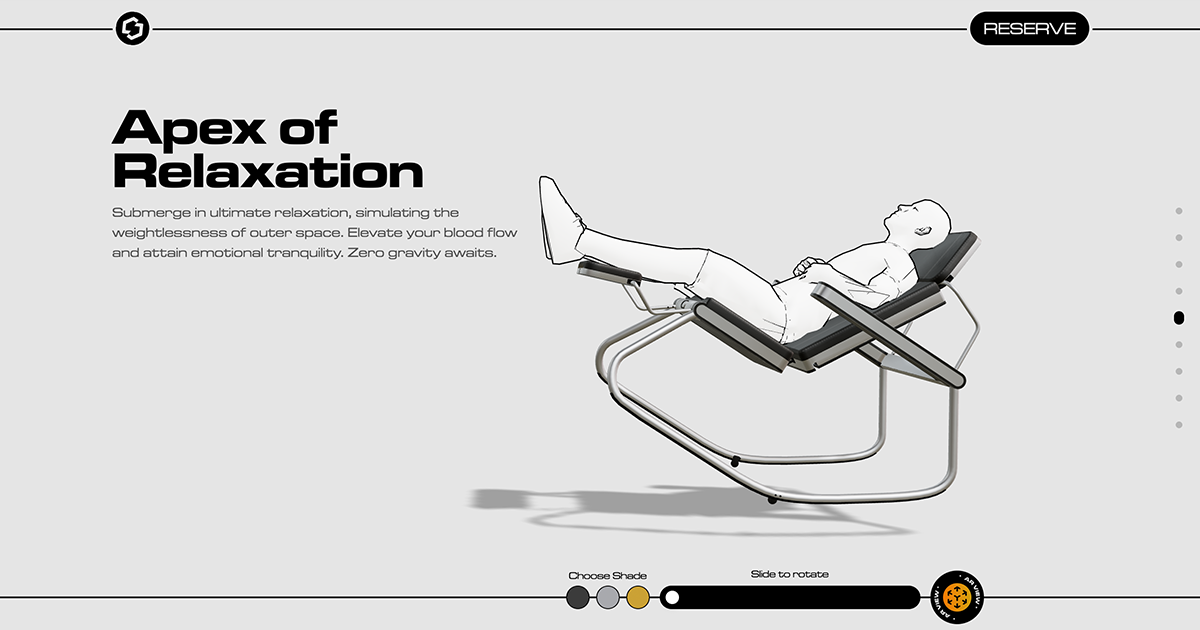 RESERVE
Apex of
Relaxation
Submerge in ultimate relaxation, simulating the
weightlessness of outer space. Elevate your blood flow
and attain emotional tranquility. Zero gravity awaits.
Choose Shade
Slide to rotate
AR VIEW • AR VIEW •